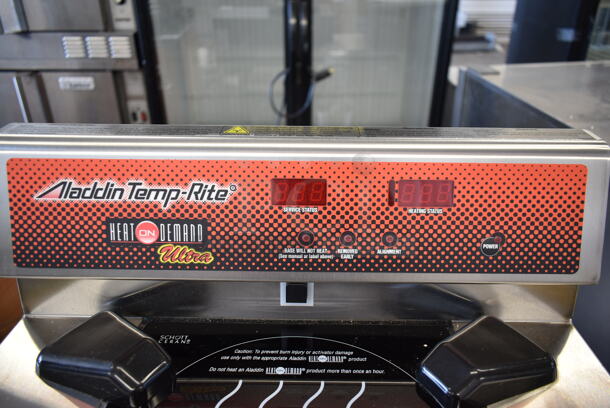 Aladdin Temp-Rite®
HEAT ON DEMAND
Ultra
SERVICE STATUS
HEATING STATUS
BASE WILL NOT HEAT
(See manual or label above)
REMOVED
EARLY
ALIGNMENT
POWER
SCHOTT
CERAN®
Caution: To prevent burn injury or activator damage
use only with the appropriate Aladdin HEAT ON DEMAND product
Do not heat an Aladdin HEAT ON DEMAND product more than once an hour.